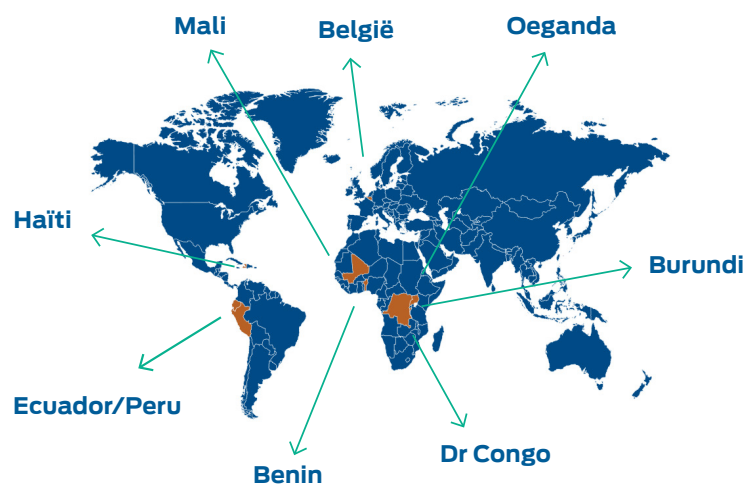 Mali
België
Oeganda
Haïti
Burundi
Ecuador/Peru
Dr Congo
Benin